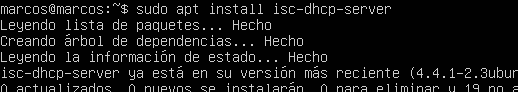 marcos@marcos:~$ sudo apt install isc-dhcp-server
Leyendo lista de paquetes... Hecho
Creando árbol de dependencias... Hecho
Leyendo la información de estado... Hecho
isc-dhcp-server ya está en su versión más reciente (4.4.1-2.3ubun
0 actualizados, 0 nuevos se instalarán, 0 para eliminar y 19 no a